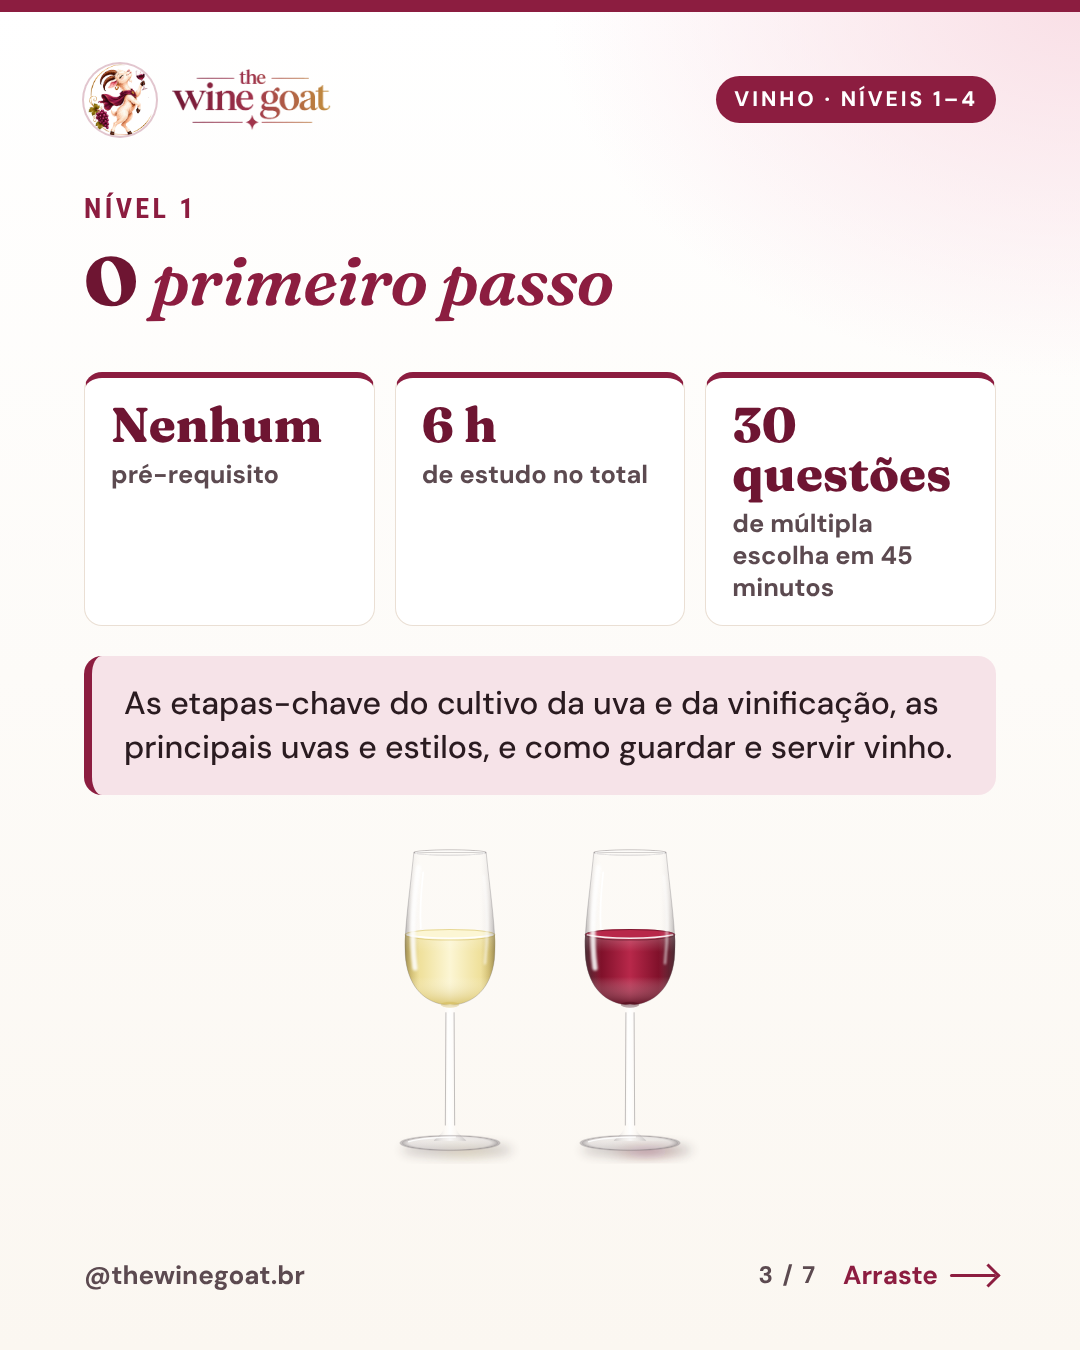 the
wine goat
VINHO · NÍVEIS 1–4
NÍVEL 1
O primeiro passo
Nenhum
pré-requisito
6 h
de estudo no total
30
questões
de múltipla
escolha em 45
minutos
As etapas-chave do cultivo da uva e da vinificação, as
principais uvas e estilos, e como guardar e servir vinho.
@thewinegoat.br
3 / 7
Arraste